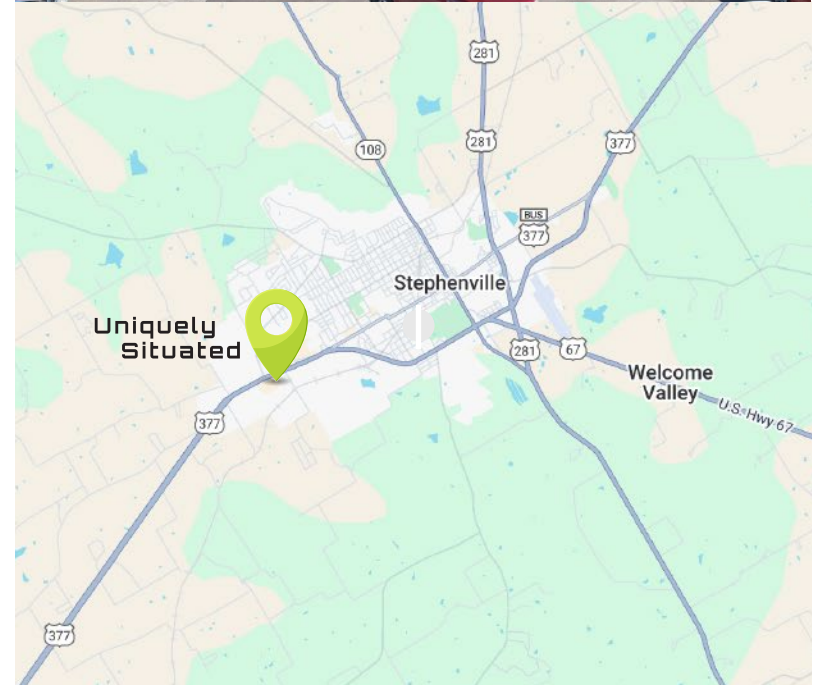 281
108
281
377
BUS
377
Stephenville
Uniquely
Situated
281
67
Welcome
Valley
U.S. Hwy 67
377
377